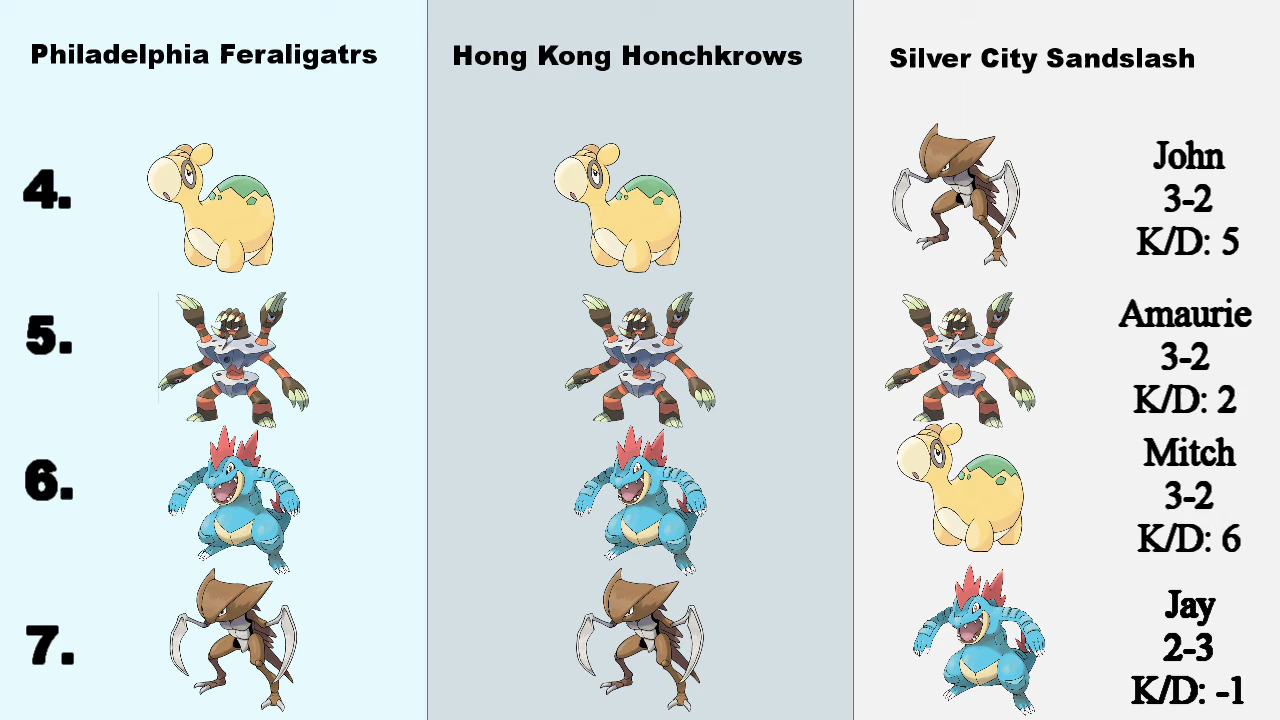 Philadelphia Feraligatrs
Hong Kong Honchkrows
Silver City Sandslash
4.
John
3-2
K/D: 5
5.
Amaurie
3-2
K/D: 2
6.
Mitch
3-2
K/D: 6
7.
Jay
2-3
K/D: -1